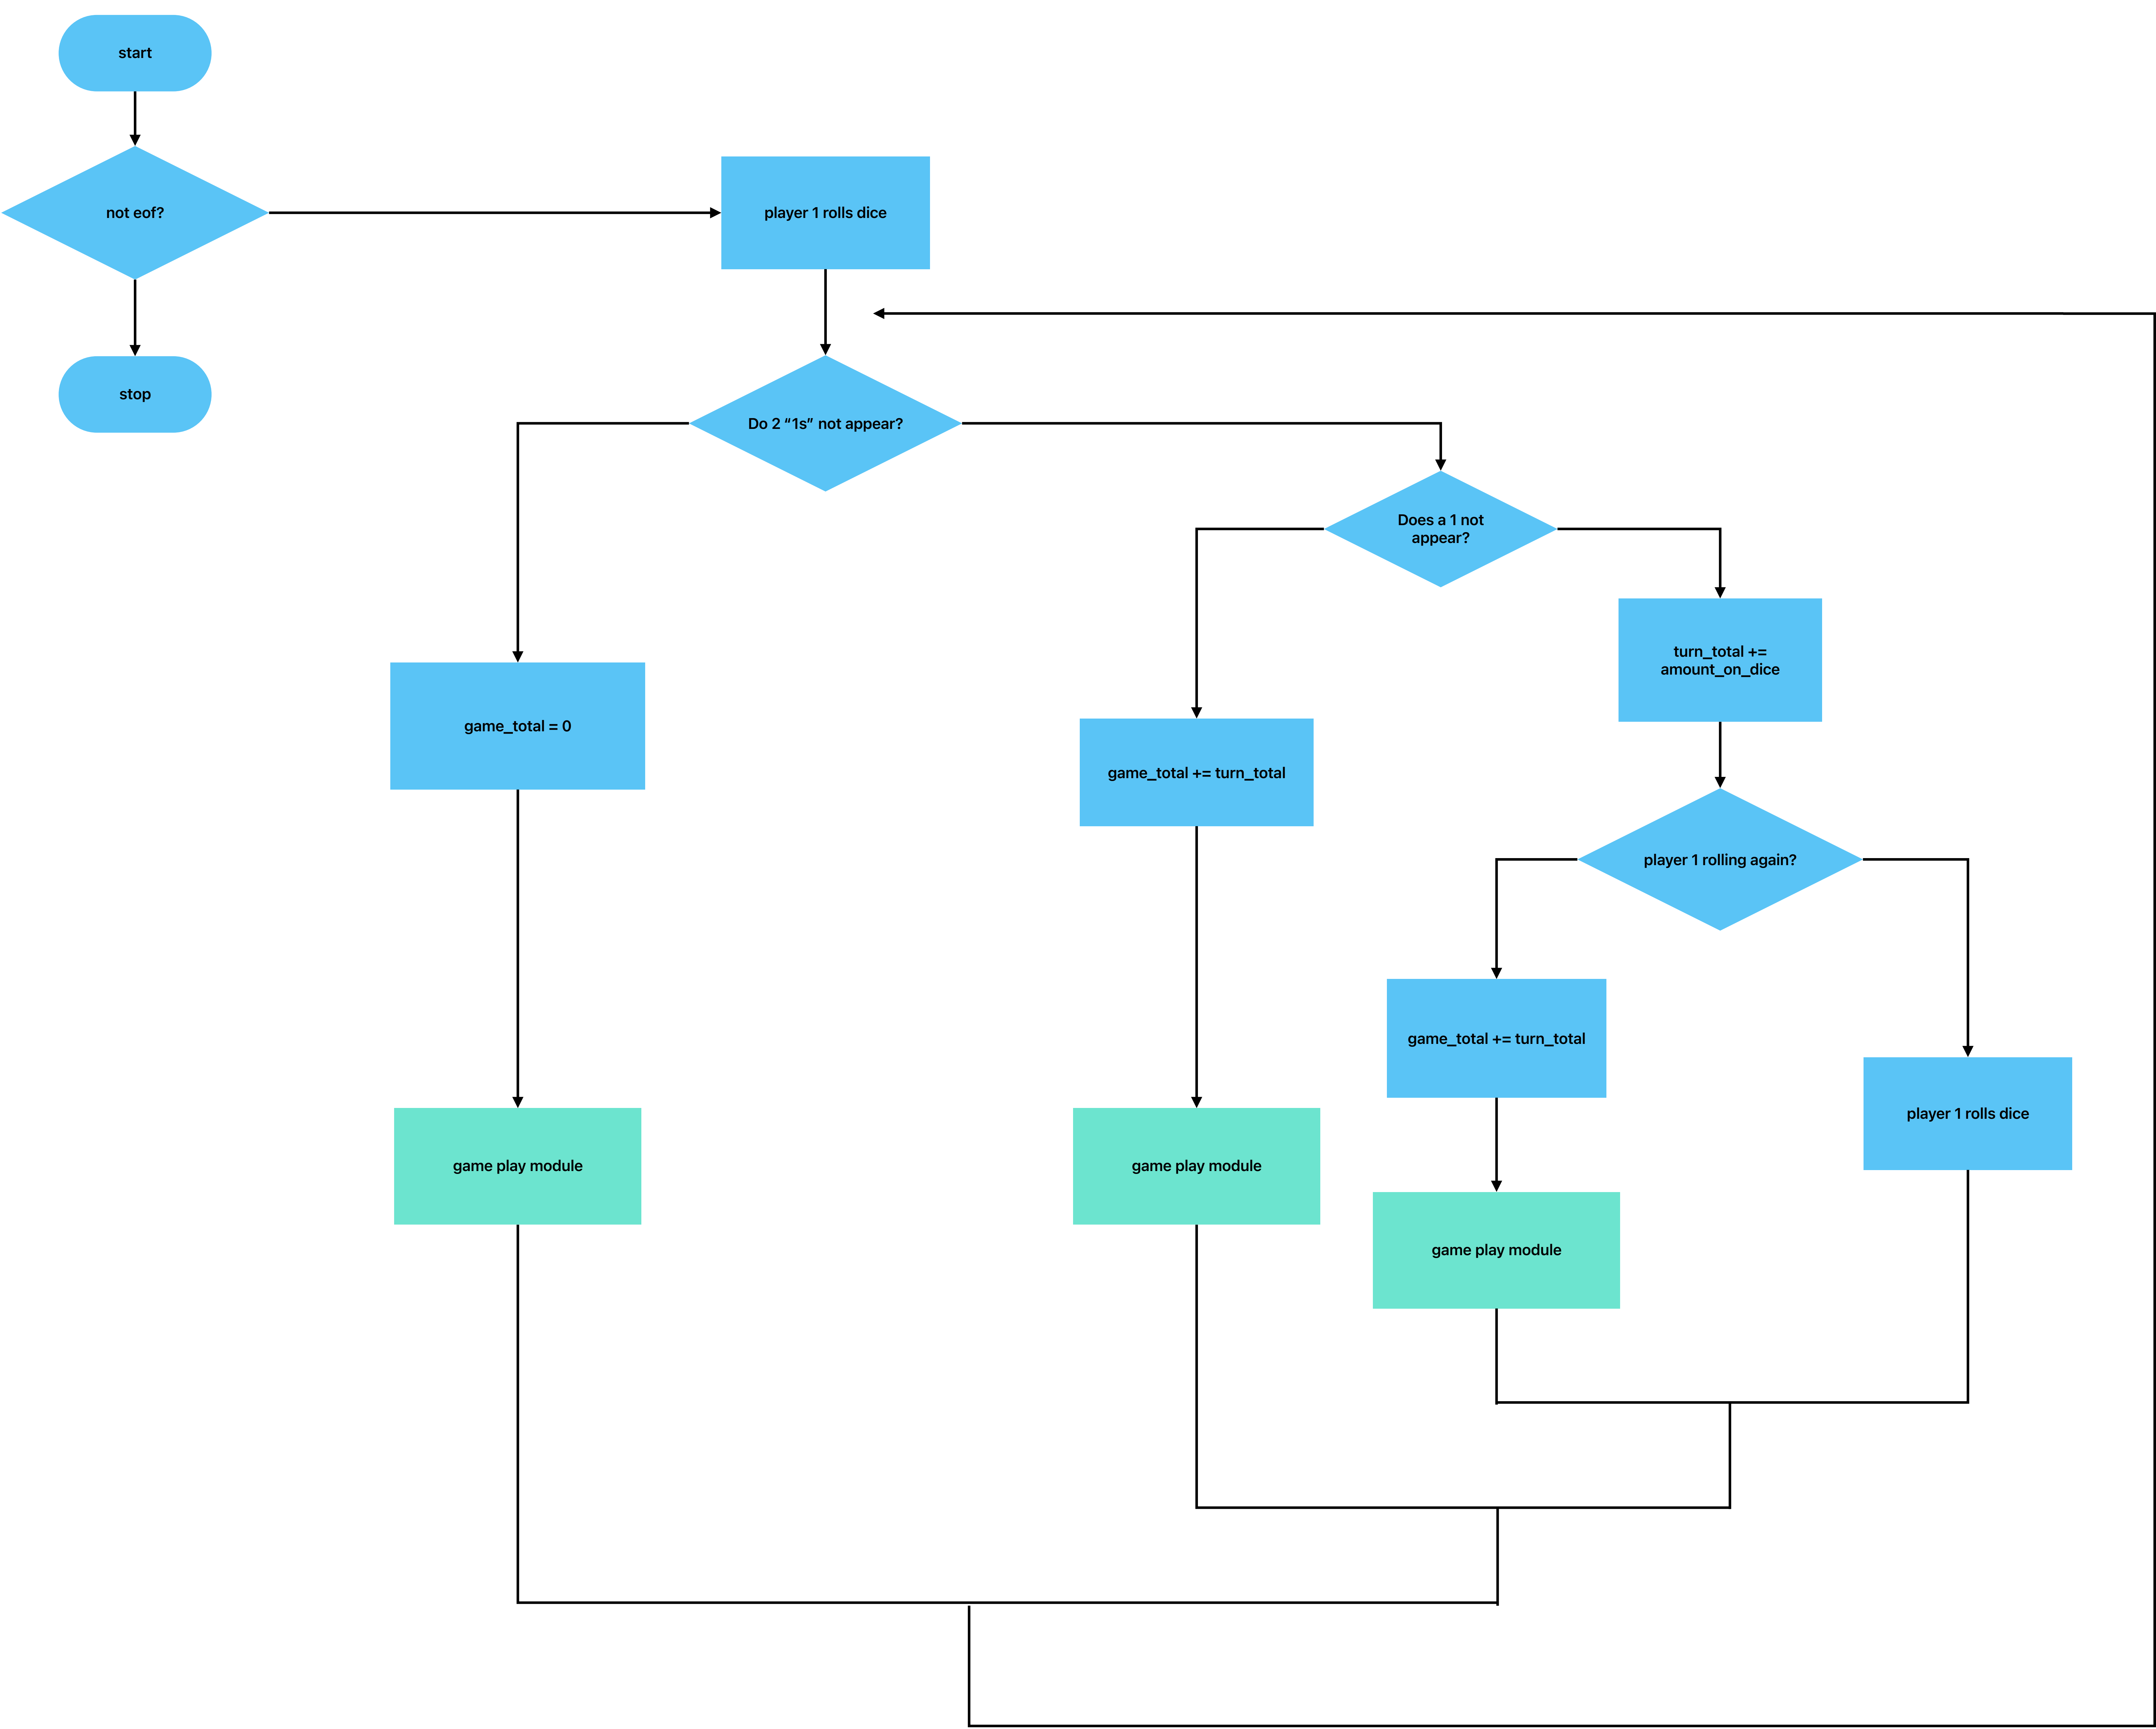 start
not eof?
player 1 rolls dice
stop
Do 2 “1s” not appear?
Does a 1 not
appear?
turn_total +=
amount_on_dice
game_total = 0
game_total += turn_total
player 1 rolling again?
game_total += turn_total
player 1 rolls dice
game play module
game play module
game play module